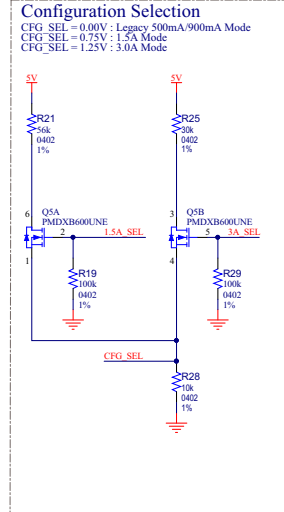 Configuration Selection
CFG_SEL = 0.00V : Legacy 500mA/900mA Mode
CFG_SEL = 0.75V : 1.5A Mode
CFG_SEL = 1.25V : 3.0A Mode
5V
5V
R21
56k
0402
1%
R25
30k
0402
1%
6
Q5A
PMDXB600UNE
2
1.5A_SEL
1
3
Q5B
PMDXB600UNE
5
3A_SEL
4
R19
100k
0402
1%
R29
100k
0402
1%
CFG_SEL
R28
10k
0402
1%